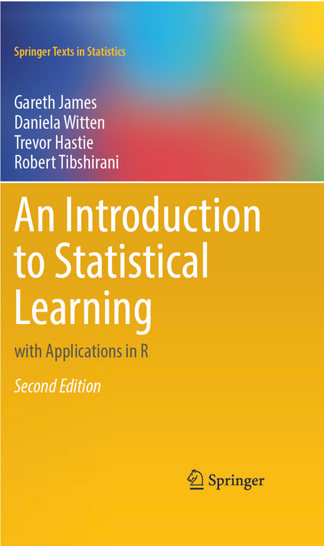 Springer Texts in Statistics
Gareth James
Daniela Witten
Trevor Hastie
Robert Tibshirani
An Introduction
to Statistical
Learning
with Applications in R
Second Edition
Springer